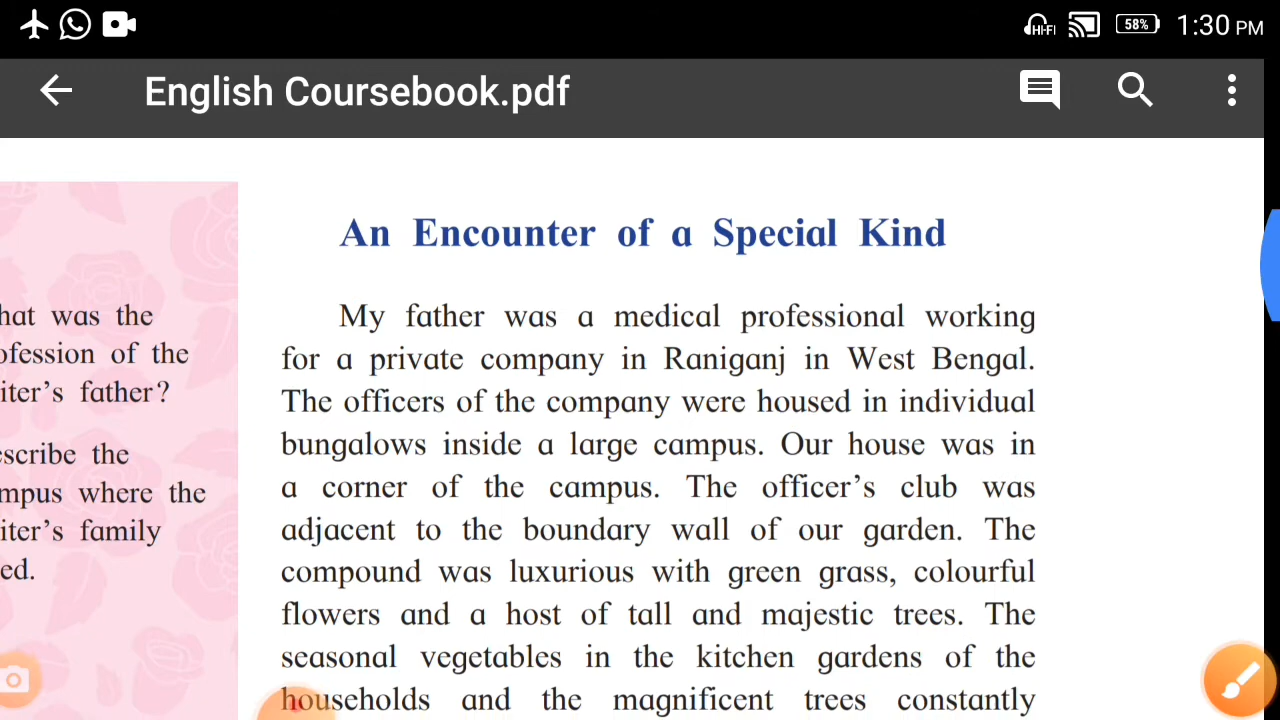 HI-FI 58% 1:30 PM
English Coursebook.pdf
An Encounter of a Special Kind
My father was a medical professional working
for a private company in Raniganj in West Bengal.
The officers of the company were housed in individual
bungalows inside a large campus. Our house was in
a corner of the campus. The officer's club was
adjacent to the boundary wall of our garden. The
compound was luxurious with green grass, colourful
flowers and a host of tall and majestic trees. The
seasonal vegetables in the kitchen gardens of the
households and the magnificent trees constantly
hat was the
ofession of the
iter's father?
escribe the
mpus where the
iter's family
ed.